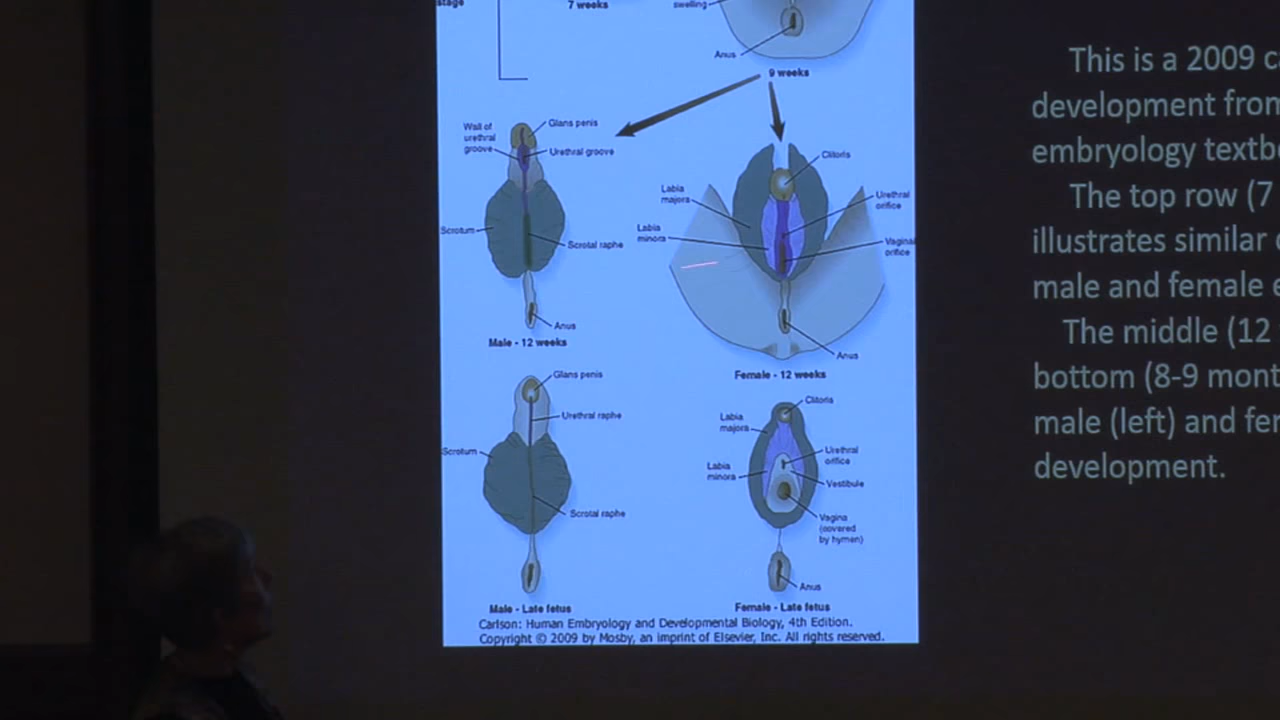 stage
7 weeks
swelling
Anus
9 weeks
Wall of
urethral
groove
Glans penis
Urethral groove
Scrotum
Scrotal raphe
Anus
Male - 12 weeks
Clitoris
Labia
majora
Urethral
orifice
Labia
minora
Vaginal
orifice
Anus
Female - 12 weeks
Glans penis
Urethral raphe
Scrotum
Scrotal raphe
Male - Late fetus
Clitoris
Labia
majora
Urethral
orifice
Labia
minora
Vestibule
Vagina
(covered
by hymen)
Anus
Female - Late fetus
Carlson: Human Embryology and Developmental Biology, 4th Edition.
Copyright © 2009 by Mosby, an imprint of Elsevier, Inc. All rights reserved.
This is a 2009
development from
embryology
The top row (7
illustrates similar
male and female
The middle (12
bottom (8-9
male (left) and
development.